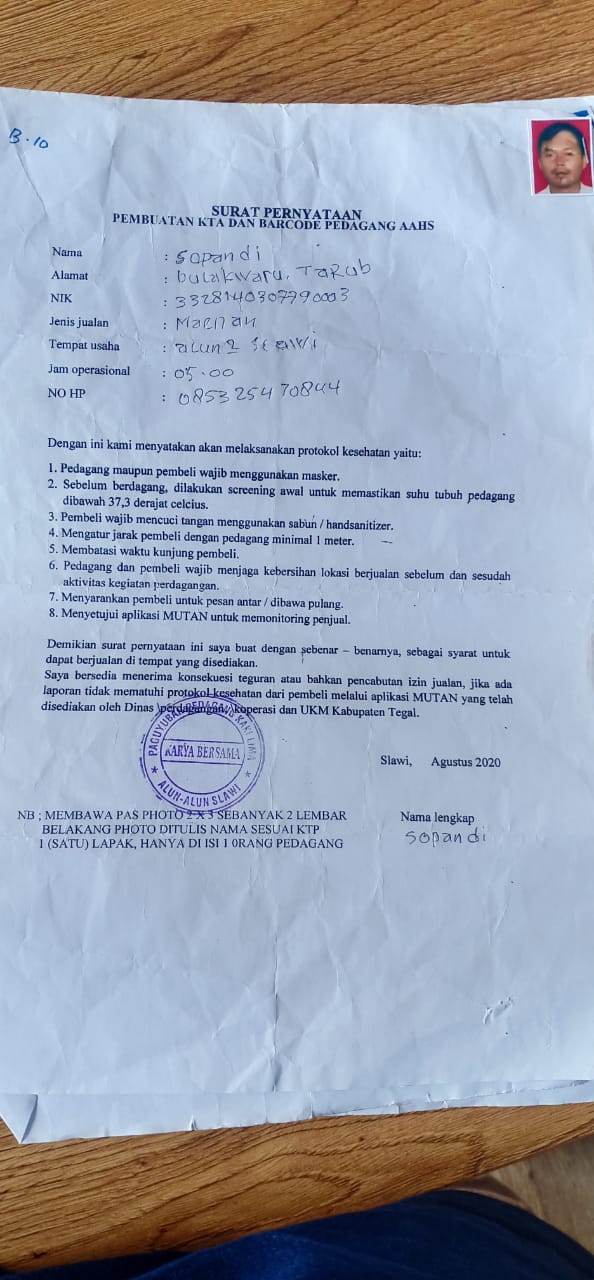 B.10
SURAT PERNYATAAN
PEMBUATAN KTA DAN BARCODE PEDAGANG AAHS
Nama : Sopandi
Alamat : bulakwaru. Tarub
NIK : 3328140307790003
Jenis jualan :
Tempat usaha : alun2 Slawi
Jam operasional : 05.00
NO HP : 085325470844
Dengan ini kami menyatakan akan melaksanakan protokol kesehatan yaitu:
1. Pedagang maupun pembeli wajib menggunakan masker.
2. Sebelum berdagang, dilakukan screening awal untuk memastikan suhu tubuh pedagang
dibawah 37,3 derajat celcius.
3. Pembeli wajib mencuci tangan menggunakan sabun / handsanitizer.
4. Mengatur jarak pembeli dengan pedagang minimal 1 meter.
5. Membatasi waktu kunjung pembeli.
6. Pedagang dan pembeli wajib menjaga kebersihan lokasi berjualan sebelum dan sesudah
aktivitas kegiatan perdagangan.
7. Menyarankan pembeli untuk pesan antar / dibawa pulang.
8. Menyetujui aplikasi MUTAN untuk memonitoring penjual.
Demikian surat pernyataan ini saya buat dengan sebenar – benarnya, sebagai syarat untuk
dapat berjualan di tempat yang disediakan.
Saya bersedia menerima konsekuesi teguran atau bahkan pencabutan izin jualan, jika ada
laporan tidak mematuhi protokol kesehatan dari pembeli melalui aplikasi MUTAN yang telah
disediakan oleh Dinas \perdagangan,\koperasi dan UKM Kabupaten Tegal.
PAGUYUBAN PEDAGANG KAKI LIMA
KARYA BERSAMA
ALUN-ALUN SLAWI
Slawi, Agustus 2020
NB ; MEMBAWA PAS PHOTO 2 X 3 SEBANYAK 2 LEMBAR
BELAKANG PHOTO DITULIS NAMA SESUAI KTP
1 (SATU) LAPAK, HANYA DI ISI 1 0RANG PEDAGANG
Nama lengkap
Sopandi